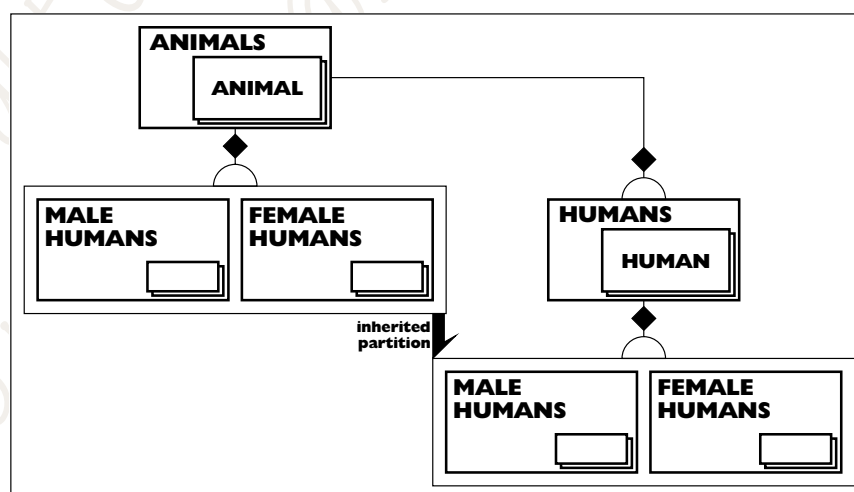 ANIMALS
ANIMAL
MALE
HUMANS
FEMALE
HUMANS
HUMANS
HUMAN
inherited
partition
MALE
HUMANS
FEMALE
HUMANS